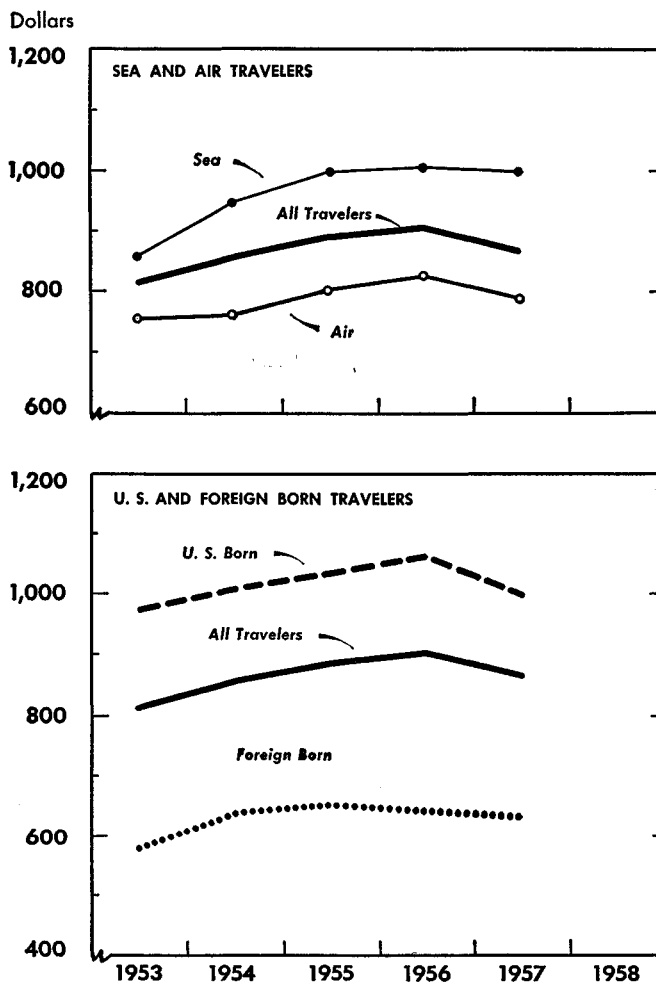 Dollars
1,200
SEA AND AIR TRAVELERS
1,000
Sea
All Travelers
800
Air
600
1,200
U. S. AND FOREIGN BORN TRAVELERS
U. S. Born
1,000
All Travelers
800
Foreign Born
600
400
1953 1954 1955 1956 1957 1958